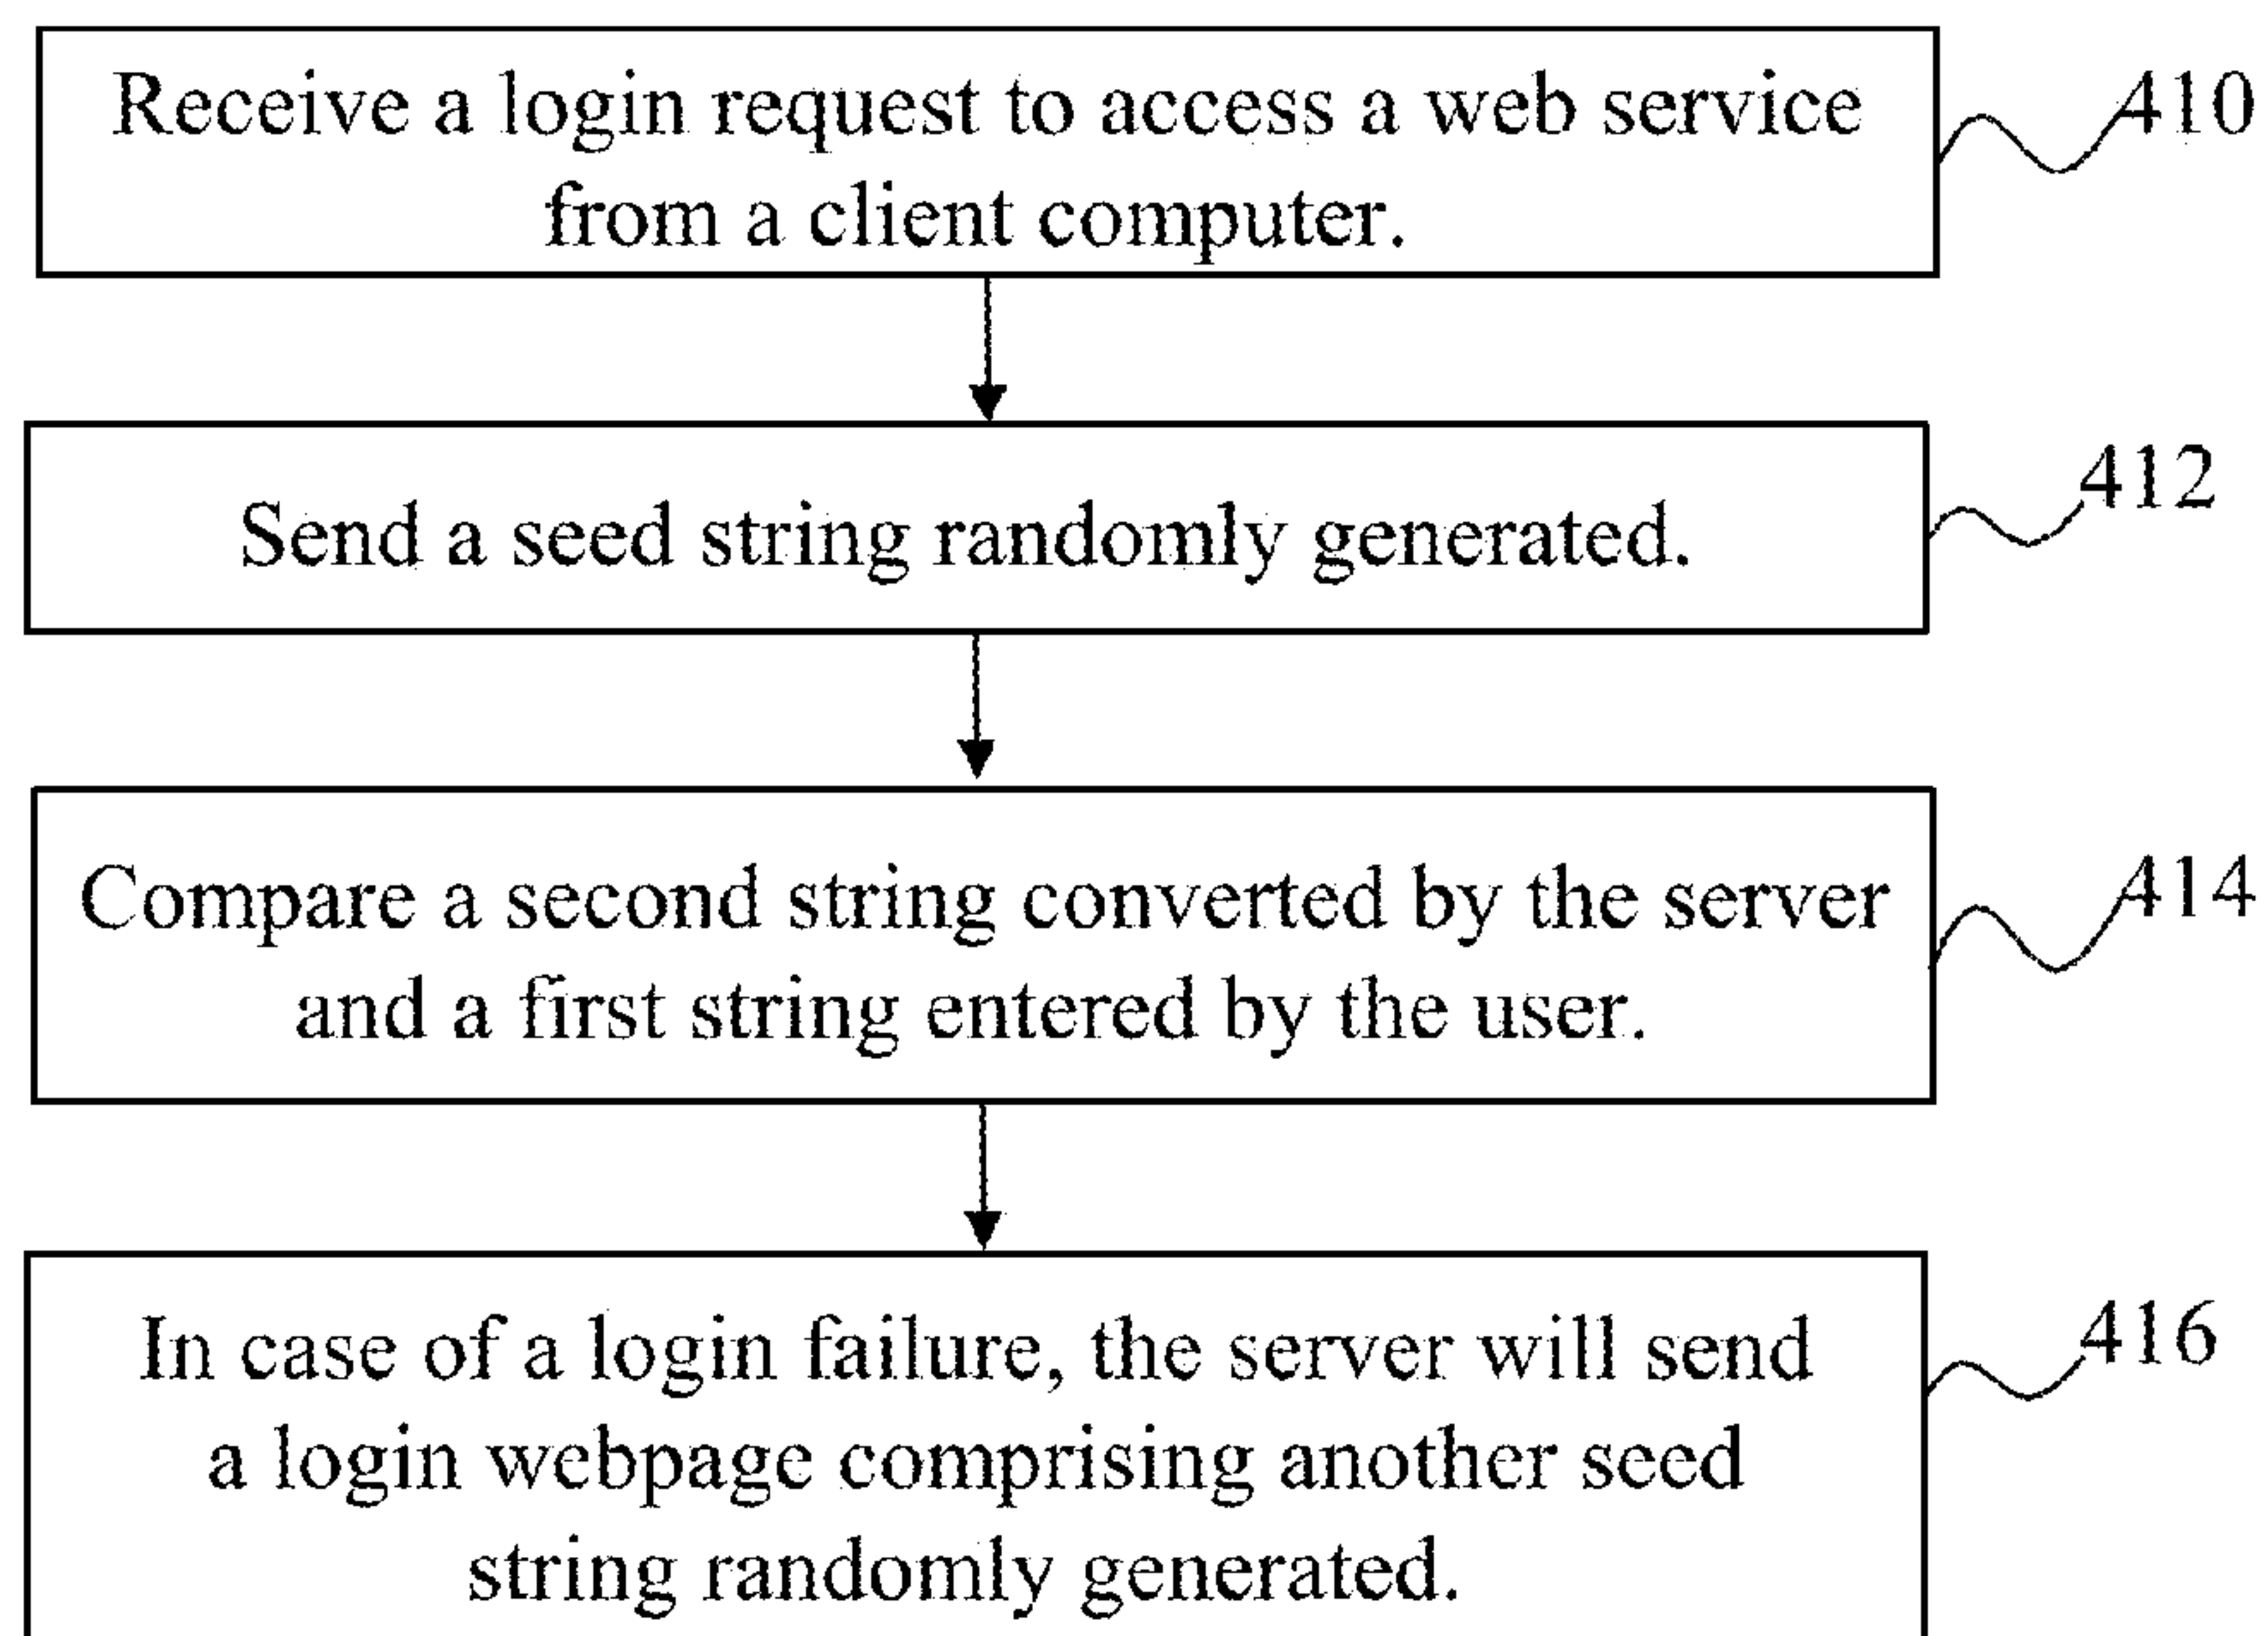 Receive a login request to access a web service
from a client computer.
410
Send a seed string randomly generated.
412
Compare a second string converted by the server
and a first string entered by the user.
414
In case of a login failure, the server will send
a login webpage comprising another seed
string randomly generated.
416